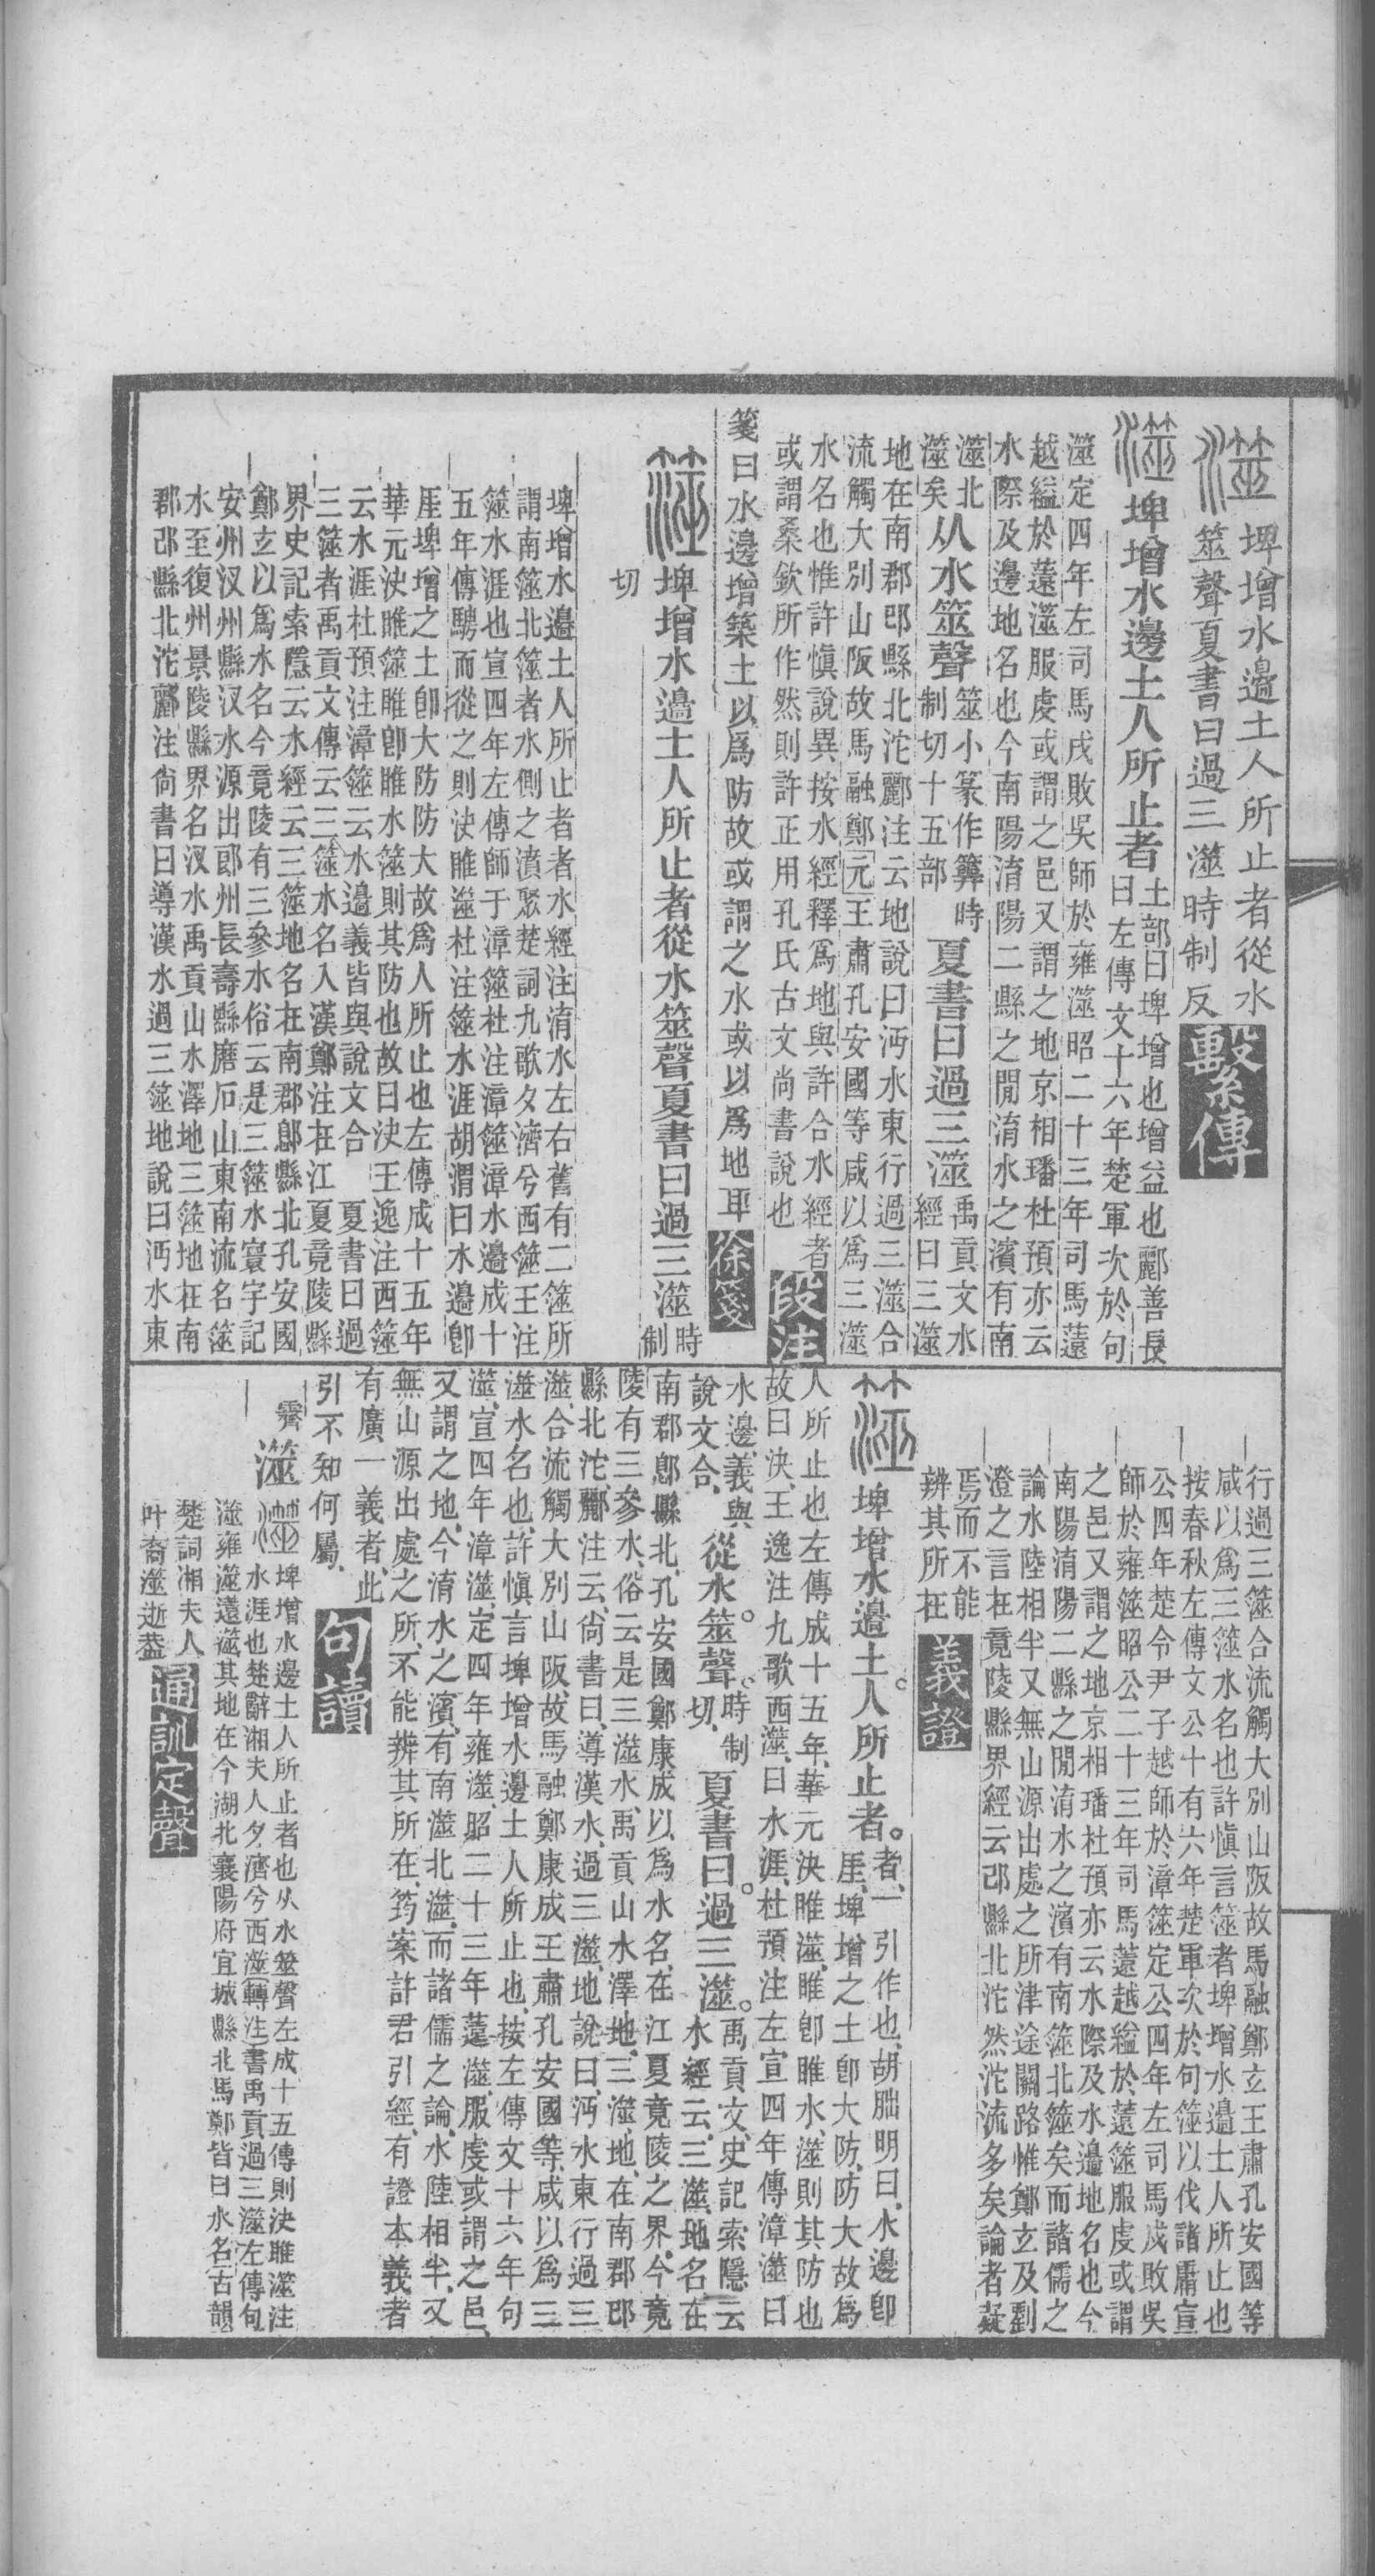 埤增水邊土人所止者從水
筮聲夏書曰過三澨時制反
繫傳
埤增水邊土人所止者
土部曰埤增也增益也酈善長
曰左傳文十六年楚軍次於句
澨定四年左司馬戌敗吳師於雍澨昭二十三年司馬薳
越縊於薳澨服虔或謂之邑又謂之地京相璠杜預亦云
水際及邊地名也今南陽淯陽二縣之閒淯水之濱有南
澨北
澨矣
从水筮聲
筮小篆作簭時
制切十五部
夏書曰過三澨
禹貢文水
經曰三澨
地在南郡邔縣北沱酈注云地說曰沔水東行過三澨合
流觸大別山阪故馬融鄭元王肅孔安國等咸以爲三澨
水名也惟許愼說異按水經釋爲地與許合水經者
或謂桑欽所作然則許正用孔氏古文尚書說也
段注
箋曰水邊增築土以爲防故或謂之水或以爲地耳
徐箋
埤增水邊土人所止者從水筮聲夏書曰過三澨
時制
切
埤增水邊土人所止者者水經注淯水左右舊有二澨所
謂南澨北澨者水側之濆聚楚詞九歌夕濟兮西澨王注
澨水涯也宣四年左傳師于漳澨杜注漳澨漳水邊成十
五年傳騁而從之則決睢澨杜注澨水涯胡渭曰水邊卽
厓埤增之土卽大防防大故爲人所止也左傳成十五年
華元決睢澨睢卽睢水澨則其防也故曰決王逸注西澨
云水涯杜預注漳澨云水邊義皆與說文合　夏書曰過
三澨者禹貢文傳云三澨水名入漢鄭注在江夏竟陵縣
界史記索隱云水經云三澨地名在南郡邔縣北孔安國
鄭玄以爲水名今竟陵有三參水俗云是三澨水寰宇記
安州汊州縣汊水源出郢州長壽縣磨石山東南流名澨
水至復州景陵縣界名汊水禹貢山水澤地三澨地在南
郡邔縣北沱酈注尙書曰導漢水過三澨地說曰沔水東
行過三澨合流觸大別山阪故馬融鄭玄王肅孔安國等
咸以爲三澨水名也許愼言澨者埤增水邊土人所止也
按春秋左傳文公十有六年楚軍次於句澨以伐諸庸宣
公四年楚令尹子越師於漳澨定公四年左司馬戌敗吳
師於雍澨昭公二十三年司馬薳越縊於薳澨服虔或謂
之邑又謂之地京相璠杜預亦云水際及水邊地名也今
南陽淯陽二縣之閒淯水之濱有南澨北澨矣而諸儒之
論水陸相半又無山源出處之所津途關路惟鄭玄及劉
澄之言在竟陵縣界經云邔縣北沱然沱流多矣論者疑
焉而不能
辨其所在
義證
埤增水邊土人所止者。
者、一引作也、胡朏明曰、水邊卽
厓、埤增之土卽大防、防大故爲
人所止也左傳成十五年、華元決睢澨、睢卽睢水、澨則其防也
故曰決、王逸注九歌西澨、曰水涯、杜預注左宣四年傳漳澨曰
水邊、義與
說文合、
從水。筮聲。
時制
切、
夏書曰。過三澨。
禹貢文、史記索隱云
水經云、三澨、地名、在
南郡邔縣北、孔安國鄭康成以爲水名、在江夏竟陵之界、今竟
陵有三參水、俗云是三澨水、禹貢山水澤地、三澨、地、在南郡邔
縣北沱、酈注云、尙書曰、導漢水、過三澨、地說曰、沔水東行過三
澨、合流觸大別山阪、故馬融鄭康成王肅孔安國等、咸以爲三
澨水名也、許愼言埤增水邊土人所止也、按左傳文十六年句
澨、宣四年漳澨、定四年雍澨、昭二十三年薳澨、服虔或謂之邑、
又謂之地、今淯水之濱、有南澨北澨、而諸儒之論、水陸相半、又
無山源出處之所、不能辨其所在、筠案許君引經、有證本義者
有廣一義者、此
引不知何屬、
句讀
霽
澨
埤增水邊土人所止者也从水筮聲左成十五傳則決睢澨注
水涯也楚辭湘夫人夕濟兮西澨 轉注 書禹貢過三澨左傳句
澨雍澨薳澨其地在今湖北襄陽府宜城縣北馬鄭皆曰水名 古韻
楚詞湘夫人
叶裔澨逝葢
通訓定聲